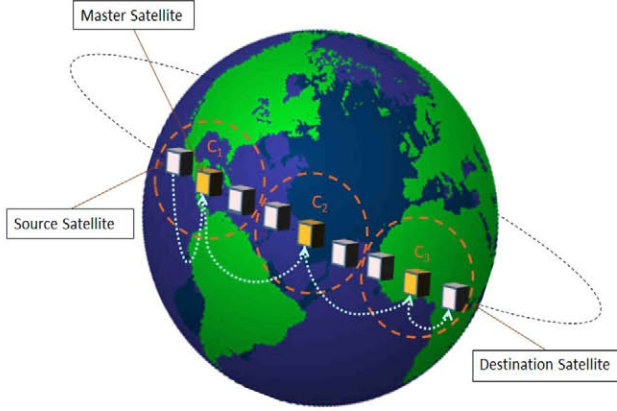 Master Satellite
C1
Source Satellite
C2
C3
Destination Satellite